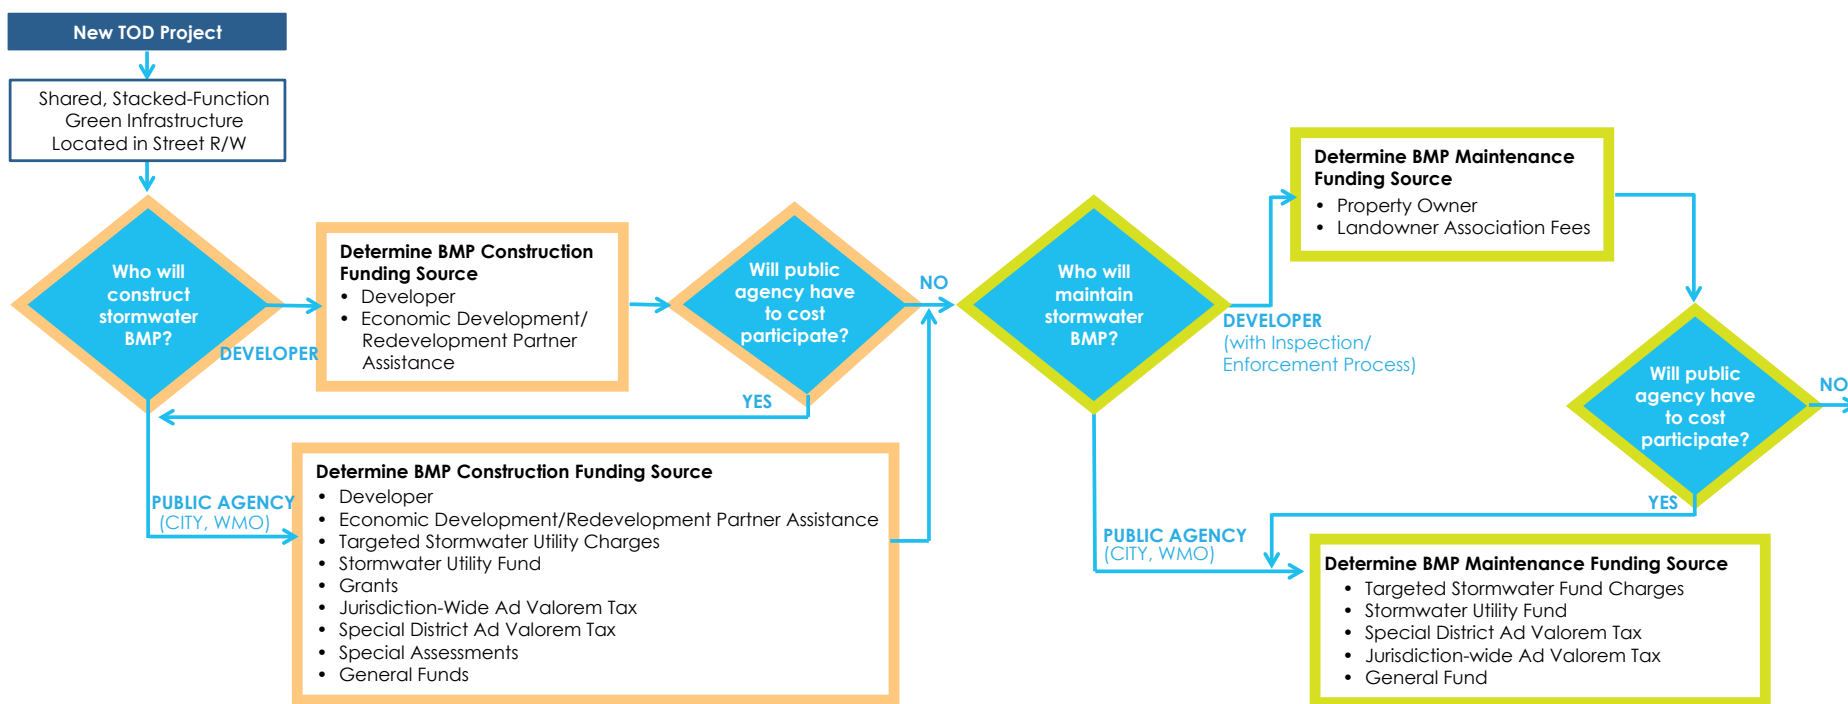 New TOD Project
Shared, Stacked-Function
Green Infrastructure
Located in Street R/W
Who will
construct
stormwater
BMP?
DEVELOPER
Determine BMP Construction
Funding Source
• Developer
• Economic Development/
Redevelopment Partner
Assistance
Will public
agency have
to cost
participate?
NO
YES
PUBLIC AGENCY
(CITY, WMO)
Determine BMP Construction Funding Source
• Developer
• Economic Development/Redevelopment Partner Assistance
• Targeted Stormwater Utility Charges
• Stormwater Utility Fund
• Grants
• Jurisdiction-Wide Ad Valorem Tax
• Special District Ad Valorem Tax
• Special Assessments
• General Funds
Who will
maintain
stormwater
BMP?
DEVELOPER
(with Inspection/
Enforcement Process)
Determine BMP Maintenance
Funding Source
• Property Owner
• Landowner Association Fees
Will public
agency have
to cost
participate?
NO
YES
PUBLIC AGENCY
(CITY, WMO)
Determine BMP Maintenance Funding Source
• Targeted Stormwater Fund Charges
• Stormwater Utility Fund
• Special District Ad Valorem Tax
• Jurisdiction-wide Ad Valorem Tax
• General Fund